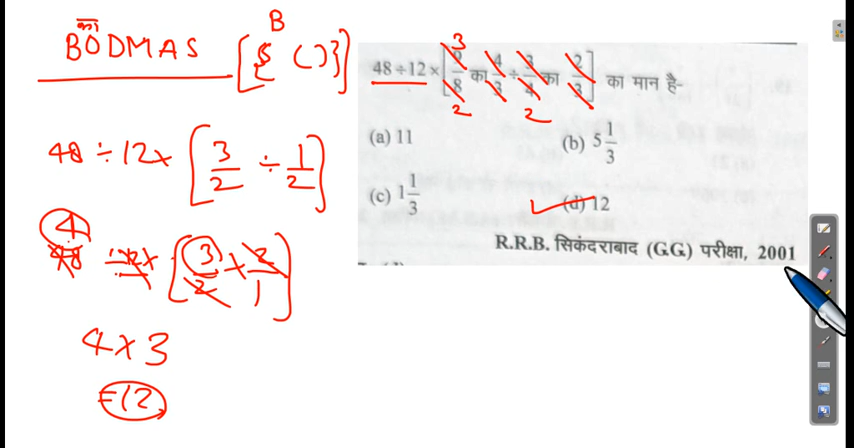 का
B
BODMAS [{ ( ) }]
48 ÷ 12 × [9/8 का 4/3 ÷ 3/4 का 2/3] का मान है-
3
2 2
(a) 11
(b) 5 1/3
(c) 1 1/3
(d) 12
R.R.B. सिकंदराबाद (GG) परीक्षा, 2001
48 ÷ 12 × [3/2 ÷ 1/2]
4
48 ÷ 12 × [3/2 × 2/1]
4 × 3
= 12